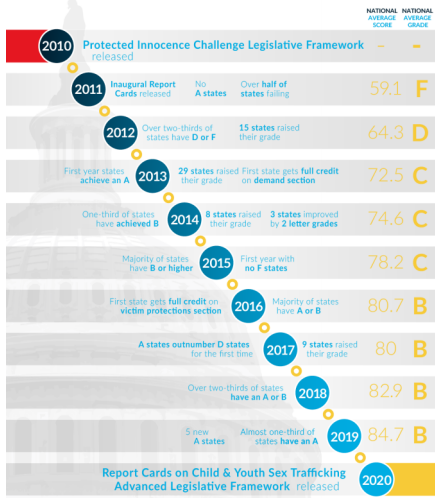 NATIONAL AVERAGE SCORE
NATIONAL AVERAGE GRADE
2010
Protected Innocence Challenge Legislative Framework
released
–
–
2011
Inaugural Report
Cards released
No
A states
Over half of
states failing
59.1
F
2012
Over two-thirds of
states have D or F
15 states raised
their grade
64.3
D
First year states
achieve an A
2013
29 states raised
their grade
First state gets full credit
on demand section
72.5
C
One-third of states
have achieved B
2014
8 states raised
their grade
3 states improved
by 2 letter grades
74.6
C
Majority of states
have B or higher
2015
First year with
no F states
78.2
C
First state gets full credit on
victim protections section
2016
Majority of states
have A or B
80.7
B
A states outnumber D states
for the first time
2017
9 states raised
their grade
80
B
Over two-thirds of states
have an A or B
2018
82.9
B
5 new
A states
Almost one-third of
states have an A
2019
84.7
B
Report Cards on Child & Youth Sex Trafficking
Advanced Legislative Framework released
2020